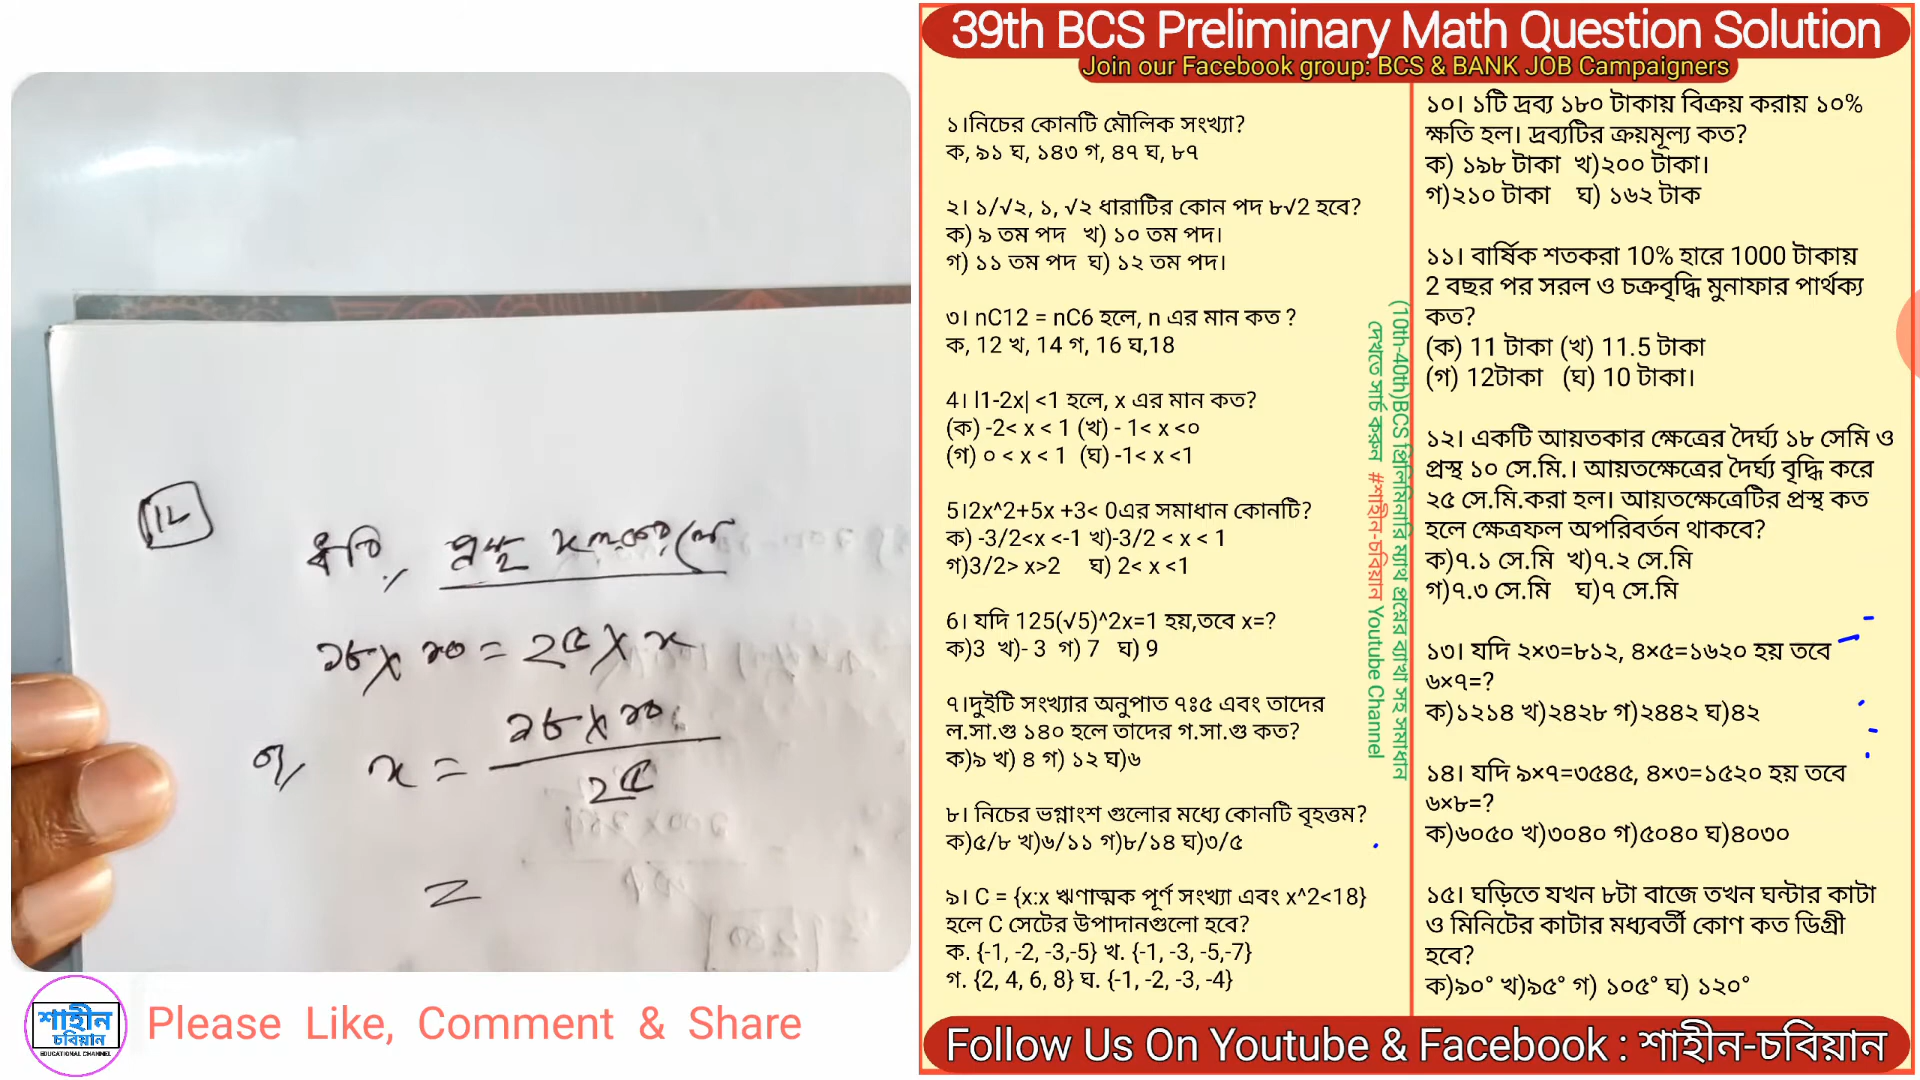 39th BCS Preliminary Math Question Solution
Join our Facebook group: BCS & BANK JOB Campaigners
12
ধরি, প্রস্থ x
১৮ X ১০ = ২৫ X x
বা, x = ১৮ X ১০
২৫
=
১।নিচের কোনটি মৌলিক সংখ্যা?
ক, ৯১ ঘ, ১৪৩ গ, ৪৭ ঘ, ৮৭
২। ১/√২, ১, √২ ধারাটির কোন পদ ৮√2 হবে?
ক) ৯ তম পদ খ) ১০ তম পদ।
গ) ১১ তম পদ ঘ) ১২ তম পদ।
৩। nC12 = nC6 হলে, n এর মান কত ?
ক, 12 খ, 14 গ, 16 ঘ,18
4। |1-2x| <1 হলে, x এর মান কত?
(ক) -2< x < 1 (খ) - 1< x <০
(গ) ০ < x < 1 (ঘ) -1< x <1
5।2x^2+5x +3< 0এর সমাধান কোনটি?
ক) -3/2<x <-1 খ)-3/2 < x < 1
গ)3/2> x>2 ঘ) 2< x <1
6। যদি 125(√5)^2x=1 হয়,তবে x=?
ক)3 খ)- 3 গ) 7 ঘ) 9
৭।দুইটি সংখ্যার অনুপাত ৭ঃ৫ এবং তাদের
ল.সা.গু ১৪০ হলে তাদের গ.সা.গু কত?
ক)৯ খ) ৪ গ) ১২ ঘ)৬
৮। নিচের ভগ্নাংশ গুলোর মধ্যে কোনটি বৃহত্তম?
ক)৫/৮ খ)৬/১১ গ)৮/১৪ ঘ)৩/৫
৯। C = {x:x ঋণাত্মক পূর্ণ সংখ্যা এবং x^2<18}
হলে C সেটের উপাদানগুলো হবে?
ক. {-1, -2, -3,-5} খ. {-1, -3, -5,-7}
গ. {2, 4, 6, 8} ঘ. {-1, -2, -3, -4}
(10th-40th)BCS প্রিলিমিনারি ম্যাথ প্রশ্নের ব্যাখা সহ সমাধান
দেখতে সার্চ করুন #শাহীন-চবিয়ান Youtube Channel
১০। ১টি দ্রব্য ১৮০ টাকায় বিক্রয় করায় ১০%
ক্ষতি হল। দ্রব্যটির ক্রয়মূল্য কত?
ক) ১৯৮ টাকা খ)২০০ টাকা।
গ)২১০ টাকা ঘ) ১৬২ টাক
১১। বার্ষিক শতকরা 10% হারে 1000 টাকায়
2 বছর পর সরল ও চক্রবৃদ্ধি মুনাফার পার্থক্য
কত?
(ক) 11 টাকা (খ) 11.5 টাকা
(গ) 12টাকা (ঘ) 10 টাকা।
১২। একটি আয়তকার ক্ষেত্রের দৈর্ঘ্য ১৮ সেমি ও
প্রস্থ ১০ সে.মি.। আয়তক্ষেত্রের দৈর্ঘ্য বৃদ্ধি করে
২৫ সে.মি.করা হল। আয়তক্ষেত্রেটির প্রস্থ কত
হলে ক্ষেত্রফল অপরিবর্তন থাকবে?
ক)৭.১ সে.মি খ)৭.২ সে.মি
গ)৭.৩ সে.মি ঘ)৭ সে.মি
১৩। যদি ২×৩=৮১২, ৪×৫=১৬২০ হয় তবে
৬×৭=?
ক)১২১৪ খ)২৪২৮ গ)২৪৪২ ঘ)৪২
১৪। যদি ৯×৭=৩৫৪৫, ৪×৩=১৫২০ হয় তবে
৬×৮=?
ক)৬০৫০ খ)৩০৪০ গ)৫০৪০ ঘ)৪০৩০
১৫। ঘড়িতে যখন ৮টা বাজে তখন ঘন্টার কাটা
ও মিনিটের কাটার মধ্যবর্তী কোণ কত ডিগ্রী
হবে?
ক)৯০° খ)৯৫° গ) ১০৫° ঘ) ১২০°
শাহীন
চবিয়ান
EDUCATIONAL CHANNEL
Please Like, Comment & Share
Follow Us On Youtube & Facebook : শাহীন-চবিয়ান